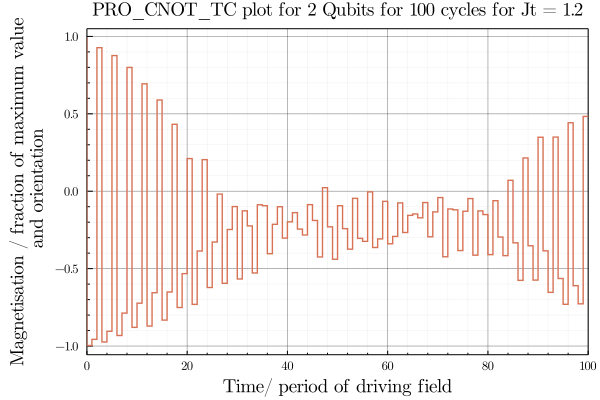 PRO_CNOT_TC plot for 2 Qubits for 100 cycles for Jt = 1.2
Magnetisation / fraction of maximum value
and orientation
1.0
0.5
0.0
−0.5
−1.0
0 20 40 60 80 100
Time/ period of driving field